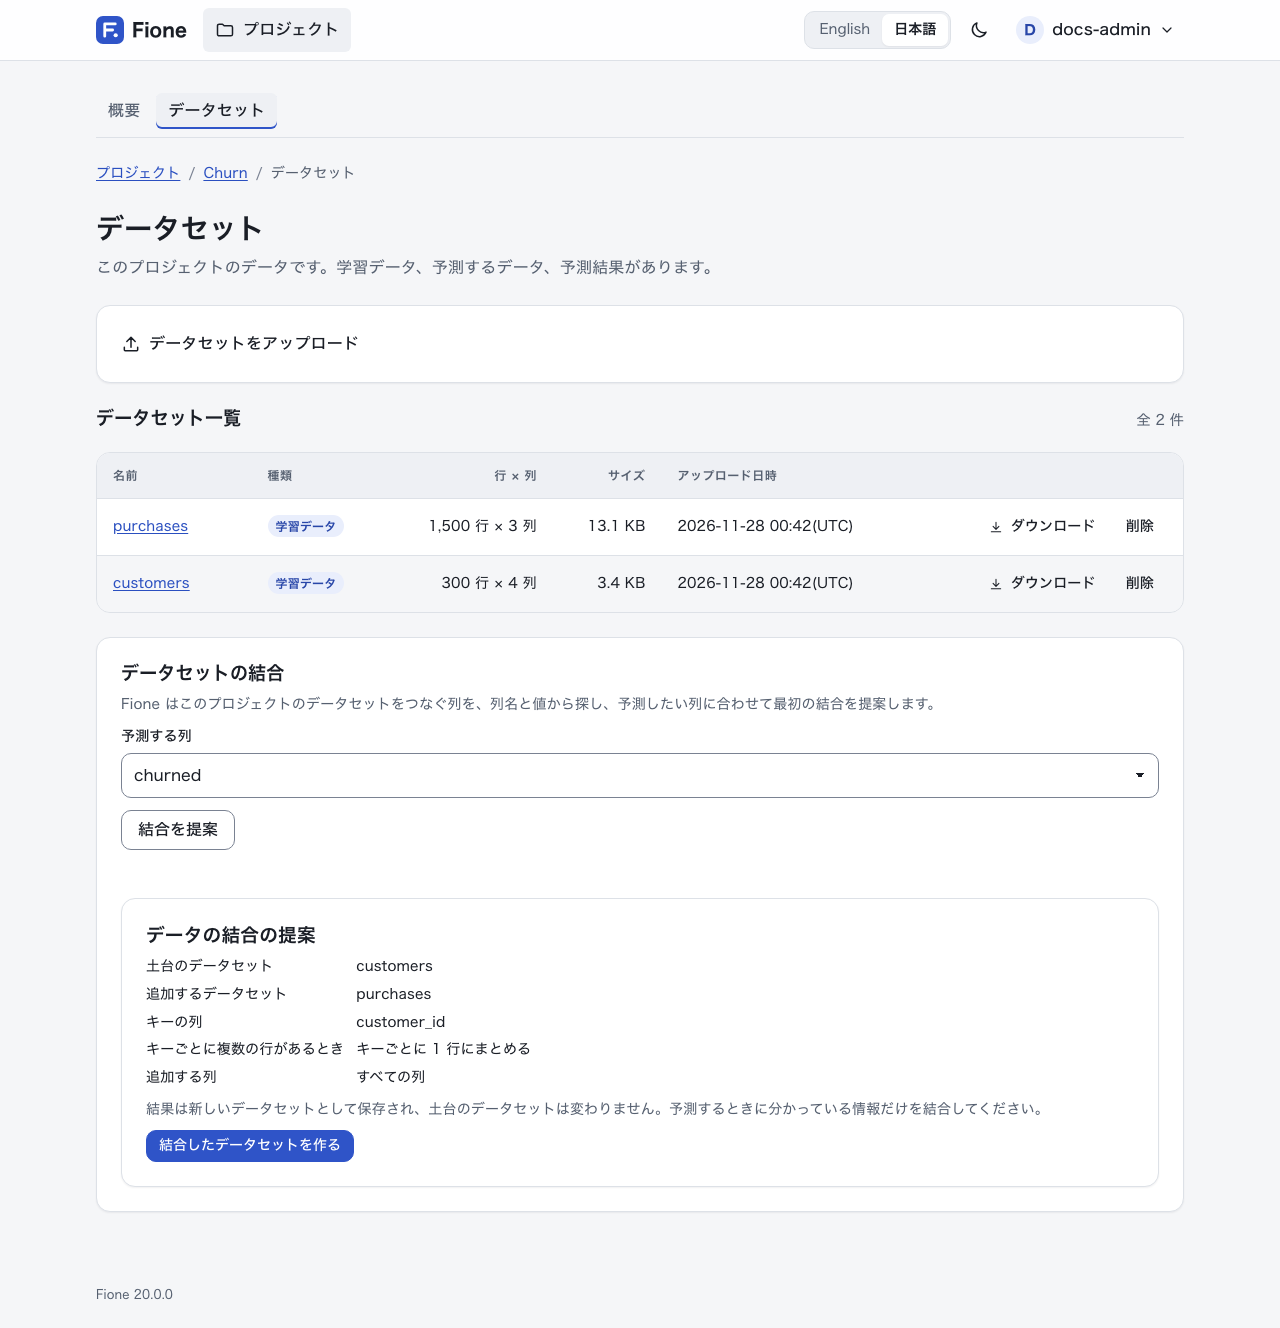 Fione
プロジェクト
English
日本語
D docs-admin
概要
データセット
プロジェクト / Churn / データセット
データセット
このプロジェクトのデータです。学習データ、予測するデータ、予測結果があります。
データセットをアップロード
データセット一覧
全 2 件
名前 種類 行 × 列 サイズ アップロード日時
purchases 学習データ 1,500 行 × 3 列 13.1 KB 2026-11-28 00:42(UTC) ダウンロード 削除
customers 学習データ 300 行 × 4 列 3.4 KB 2026-11-28 00:42(UTC) ダウンロード 削除
データセットの結合
Fione はこのプロジェクトのデータセットをつなぐ列を、列名と値から探し、予測したい列に合わせて最初の結合を提案します。
予測する列
churned
結合を提案
データの結合の提案
土台のデータセット customers
追加するデータセット purchases
キーの列 customer_id
キーごとに複数の行があるとき キーごとに 1 行にまとめる
追加する列 すべての列
結果は新しいデータセットとして保存され、土台のデータセットは変わりません。予測するときに分かっている情報だけを結合してください。
結合したデータセットを作る
Fione 20.0.0